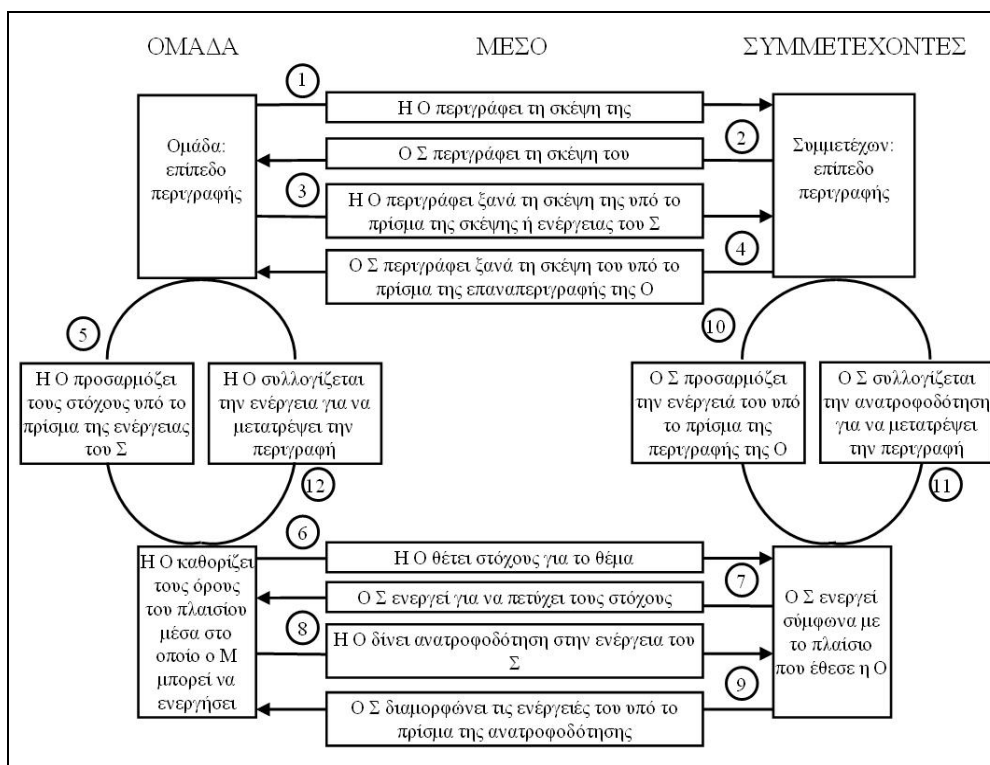 ΟΜΑΔΑ
ΜΕΣΟ
ΣΥΜΜΕΤΕΧΟΝΤΕΣ
1
Η Ο περιγράφει τη σκέψη της
2
Ο Σ περιγράφει τη σκέψη του
Ομάδα:
επίπεδο
περιγραφής
Συμμετέχων:
επίπεδο
περιγραφής
3
Η Ο περιγράφει ξανά τη σκέψη της υπό το
πρίσμα της σκέψης ή ενέργειας του Σ
4
Ο Σ περιγράφει ξανά τη σκέψη του υπό το
πρίσμα της επαναπεριγραφής της Ο
5
10
Η Ο προσαρμόζει
τους στόχους υπό το
πρίσμα της ενέργειας
του Σ
Η Ο συλλογίζεται
την ενέργεια για να
μετατρέψει την
περιγραφή
Ο Σ προσαρμόζει
την ενέργειά του υπό
το πρίσμα της
περιγραφής της Ο
Ο Σ συλλογίζεται
την ανατροφοδότηση
για να μετατρέψει
την περιγραφή
12
11
6
Η Ο θέτει στόχους για το θέμα
7
Ο Σ ενεργεί για να πετύχει τους στόχους
Η Ο καθορίζει
τους όρους
του πλαισίου
μέσα στο
οποίο ο Μ
μπορεί να
ενεργήσει
Ο Σ ενεργεί
σύμφωνα με
το πλαίσιο
που έθεσε η Ο
8
Η Ο δίνει ανατροφοδότηση στην ενέργεια του
Σ
9
Ο Σ διαμορφώνει τις ενέργειές του υπό το
πρίσμα της ανατροφοδότησης